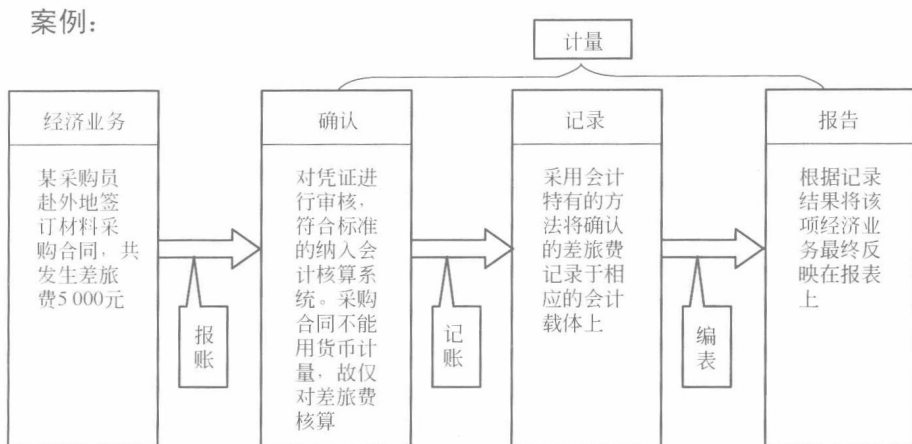 案例：
计量
经济业务
某采购员
赴外地签
订材料采
购合同，共
发生差旅
费5 000元
报
账
确认
对凭证进
行审核，
符合标准
的纳入会
计核算系
统。采购
合同不能
用货币计
量，故仅
对差旅费
核算
记
账
记录
采用会计
特有的方
法将确认
的差旅费
记录于相
应的会计
载体上
编
表
报告
根据记录
结果将该
项经济业
务最终反
映在报表
上